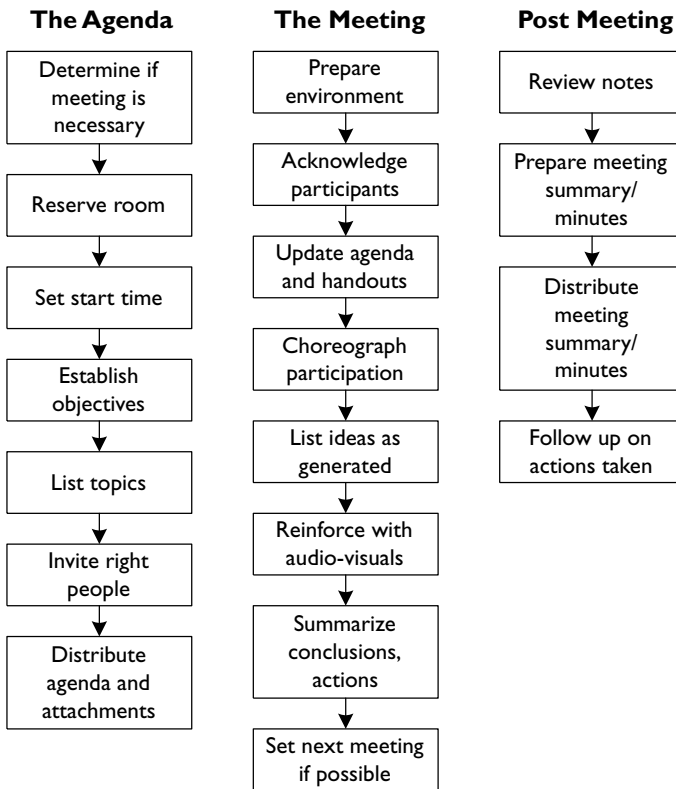 The Agenda
Determine if
meeting is
necessary
Reserve room
Set start time
Establish
objectives
List topics
Invite right
people
Distribute
agenda and
attachments
The Meeting
Prepare
environment
Acknowledge
participants
Update agenda
and handouts
Choreograph
participation
List ideas as
generated
Reinforce with
audio-visuals
Summarize
conclusions,
actions
Set next meeting
if possible
Post Meeting
Review notes
Prepare meeting
summary/
minutes
Distribute
meeting
summary/
minutes
Follow up on
actions taken